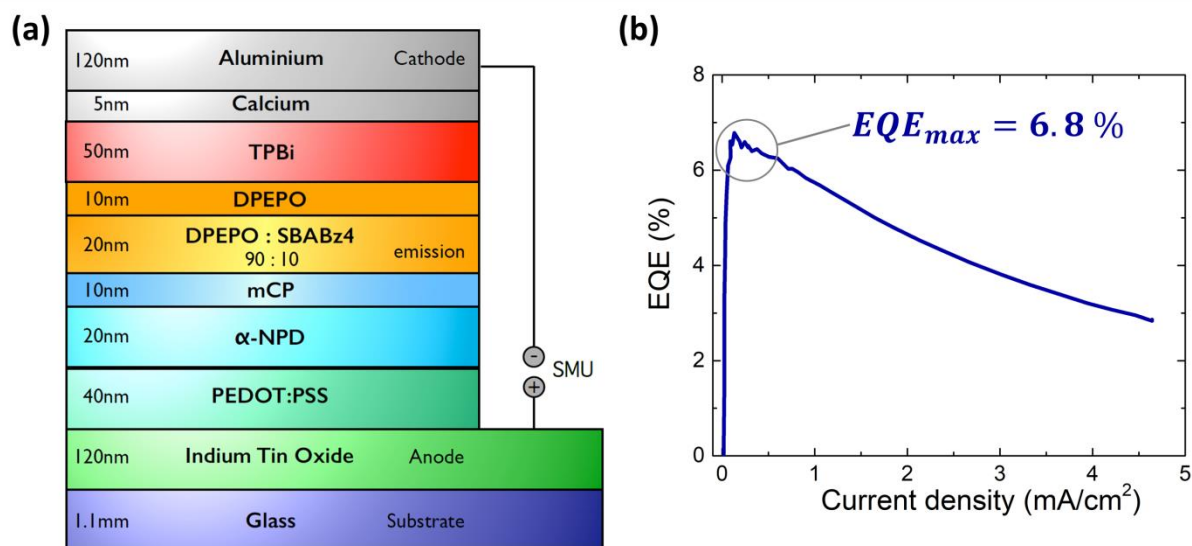 (a)
120nm Aluminium Cathode
5nm Calcium
50nm TPBi
10nm DPEPO
20nm DPEPO : SBABz4 emission
90 : 10
10nm mCP
20nm α-NPD
40nm PEDOT:PSS
120nm Indium Tin Oxide Anode
1.1mm Glass Substrate
- SMU
+
(b)
EQE (%)
8
6
4
2
0
EQEmax = 6.8 %
0 1 2 3 4 5
Current density (mA/cm²)